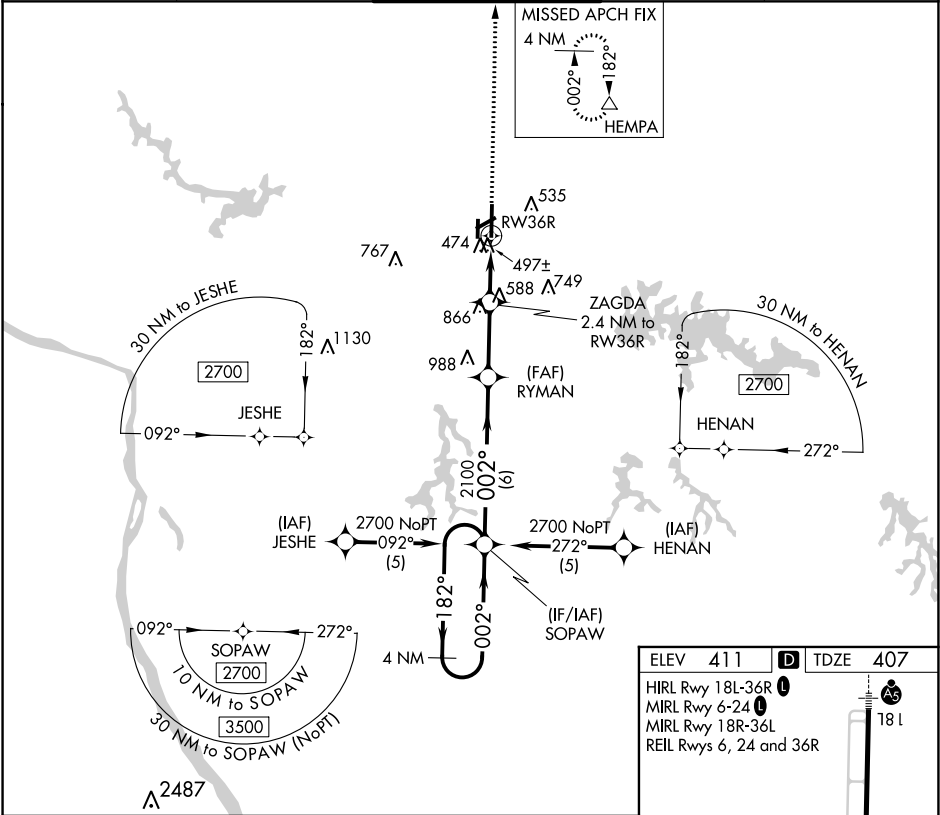 MISSED APCH FIX
4 NM
002°
182°
HEMPA
535
RW36R
474
767
497±
588
749
ZAGDA
2.4 NM to
RW36R
866
988
(FAF)
RYMAN
30 NM to JESHE
182°
1130
2700
JESHE
092°
30 NM to HENAN
182°
2700
HENAN
272°
2100
002°
(6)
(IAF)
JESHE
2700 NoPT
092°
(5)
2700 NoPT
272°
(5)
(IAF)
HENAN
182°
002°
(IF/IAF)
SOPAW
4 NM
092°
272°
SOPAW
2700
10 NM to SOPAW
3500
30 NM to SOPAW (NoPT)
2487
ELEV 411 D TDZE 407
HIRL Rwy 18L-36R L
MIRL Rwy 6-24 L
MIRL Rwy 18R-36L
REIL Rwys 6, 24 and 36R
A5
18L